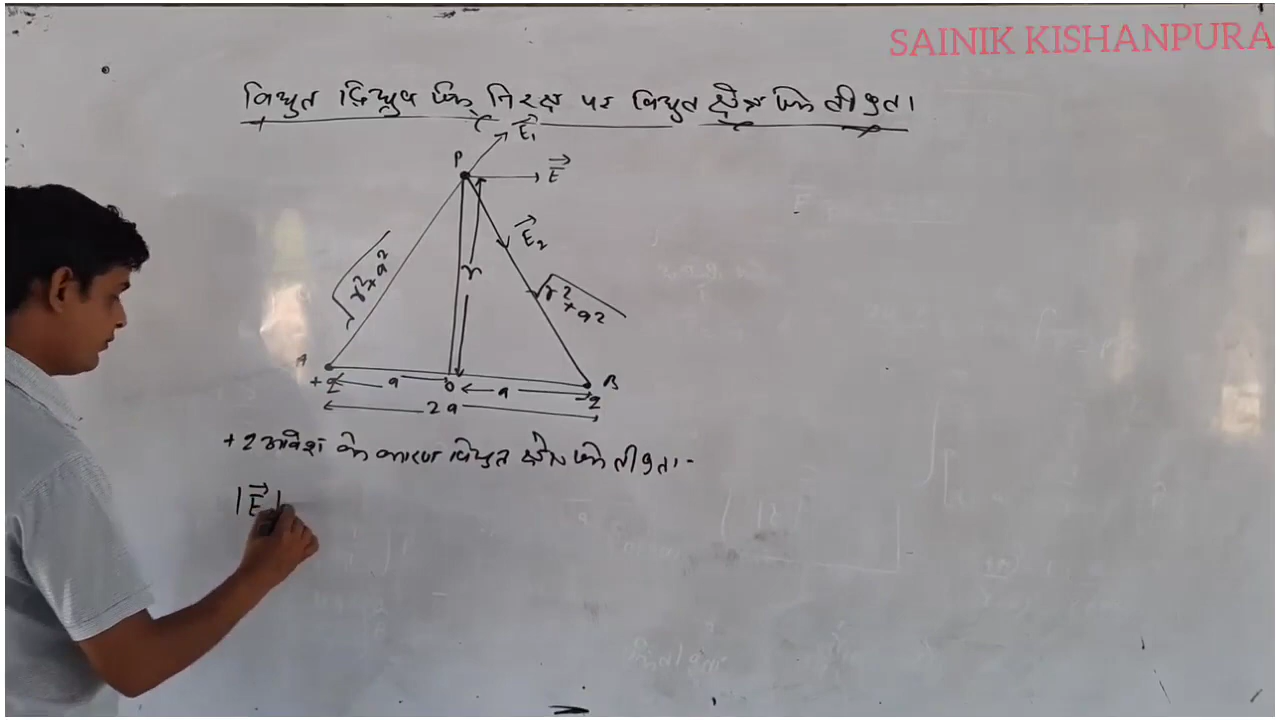 SAINIK KISHANPURA
विद्युत द्विध्रुव के निरक्ष पर विद्युत क्षेत्र की तीव्रता
E₁
P
E
E₂
r
√r²+a²
√r²+a²
A
B
+q
a
O
a
-q
2a
+q आवेश के कारण विद्युत क्षेत्र की तीव्रता -
|E|